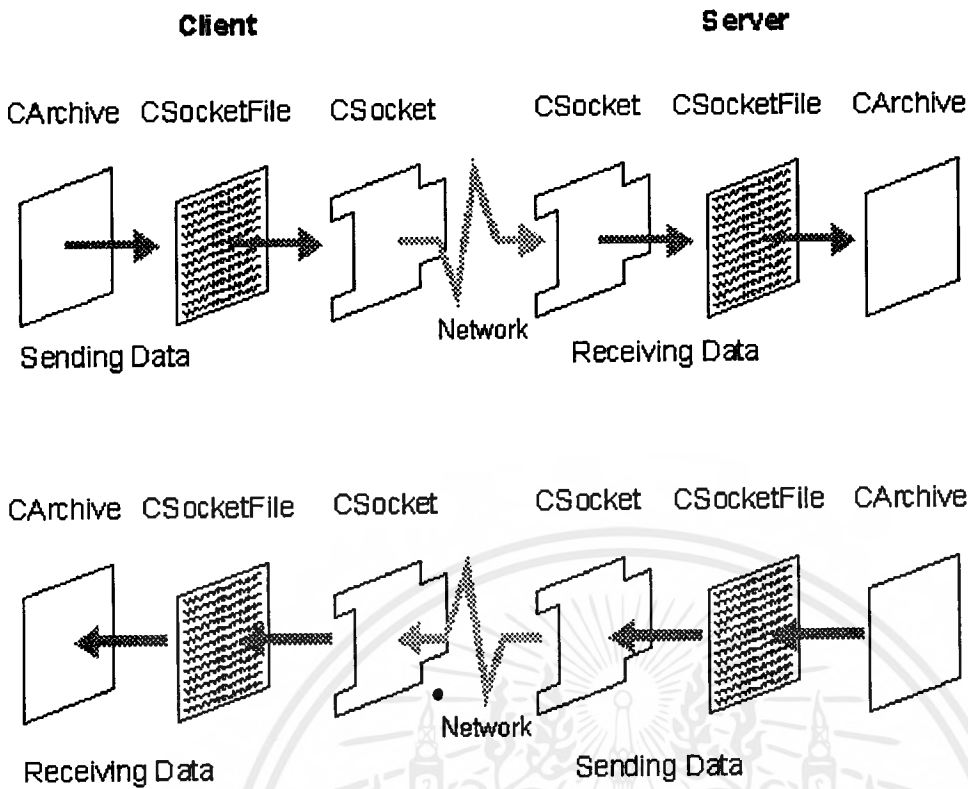 Client Server
CArchive CSocketFile CSocket CSocket CSocketFile CArchive
Network
Sending Data Receiving Data
CArchive CSocketFile CSocket CSocket CSocketFile CArchive
Network
Receiving Data Sending Data